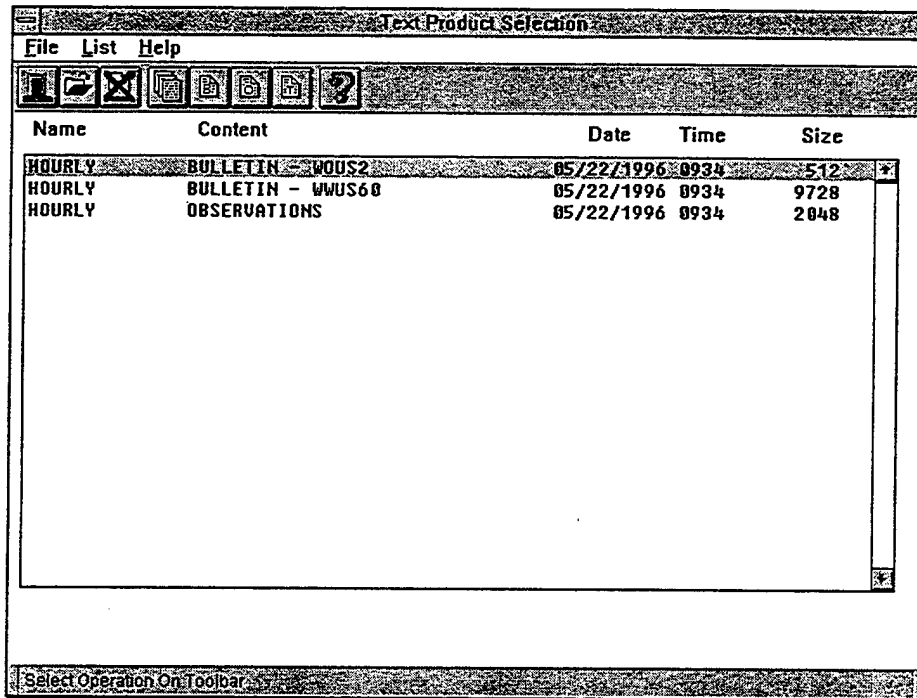 Text Product Selection
File List Help
Name Content Date Time Size
HOURLY BULLETIN - WOUS2 05/22/1996 0934 512
HOURLY BULLETIN - WWUS60 05/22/1996 0934 9728
HOURLY OBSERVATIONS 05/22/1996 0934 2048
Select Operation On Toolbar